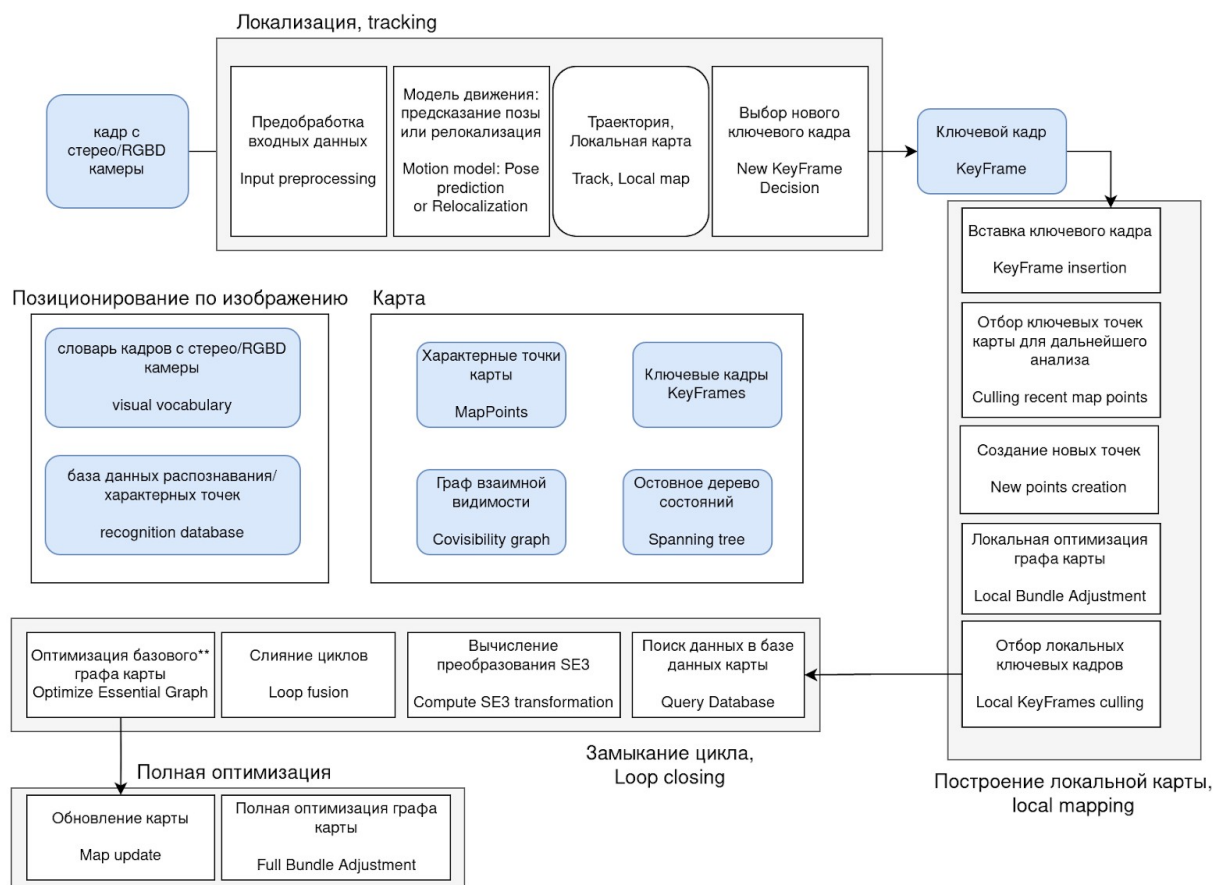 Локализация, tracking
кадр с
стерео/RGBD
камеры
Предобработка
входных данных
Input preprocessing
Модель движения:
предсказание позы
или релокализация
Motion model: Pose
prediction
or Relocalization
Траектория,
Локальная карта
Track, Local map
Выбор нового
ключевого кадра
New KeyFrame
Decision
Ключевой кадр
KeyFrame
Вставка ключевого кадра
KeyFrame insertion
Отбор ключевых точек
карты для дальнейшего
анализа
Culling recent map points
Создание новых точек
New points creation
Локальная оптимизация
графа карты
Local Bundle Adjustment
Отбор локальных
ключевых кадров
Local KeyFrames culling
Построение локальной карты,
local mapping
Позиционирование по изображению
словарь кадров с стерео/RGBD
камеры
visual vocabulary
база данных распознавания/
характерных точек
recognition database
Карта
Характерные точки
карты
MapPoints
Ключевые кадры
KeyFrames
Граф взаимной
видимости
Covisibility graph
Остовное дерево
состояний
Spanning tree
Оптимизация базового**
графа карты
Optimize Essential Graph
Слияние циклов
Loop fusion
Вычисление
преобразования SE3
Compute SE3 transformation
Поиск данных в базе
данных карты
Query Database
Замыкание цикла,
Loop closing
Полная оптимизация
Обновление карты
Map update
Полная оптимизация графа
карты
Full Bundle Adjustment